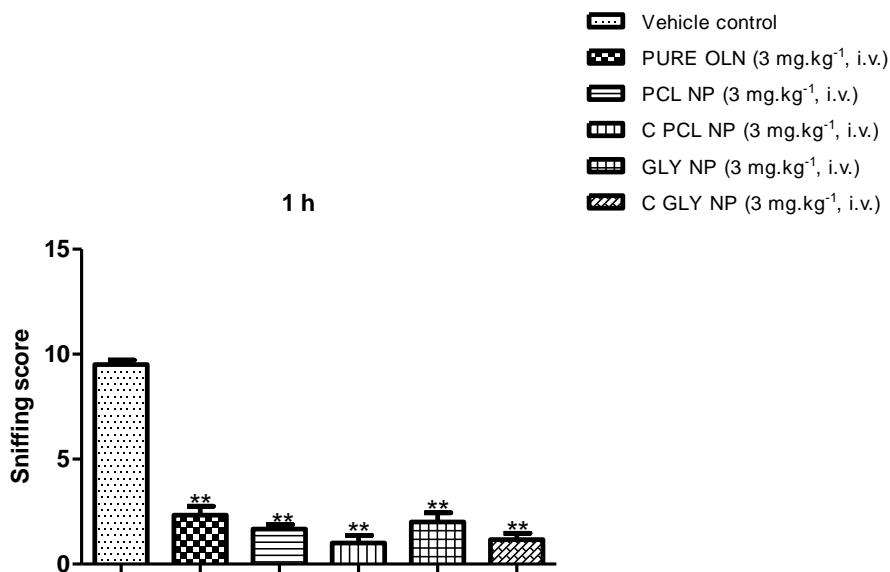 Vehicle control
PURE OLN (3 mg.kg⁻¹, i.v.)
PCL NP (3 mg.kg⁻¹, i.v.)
C PCL NP (3 mg.kg⁻¹, i.v.)
GLY NP (3 mg.kg⁻¹, i.v.)
C GLY NP (3 mg.kg⁻¹, i.v.)
1 h
15
10
5
0
Sniffing score
**
**
**
**
**